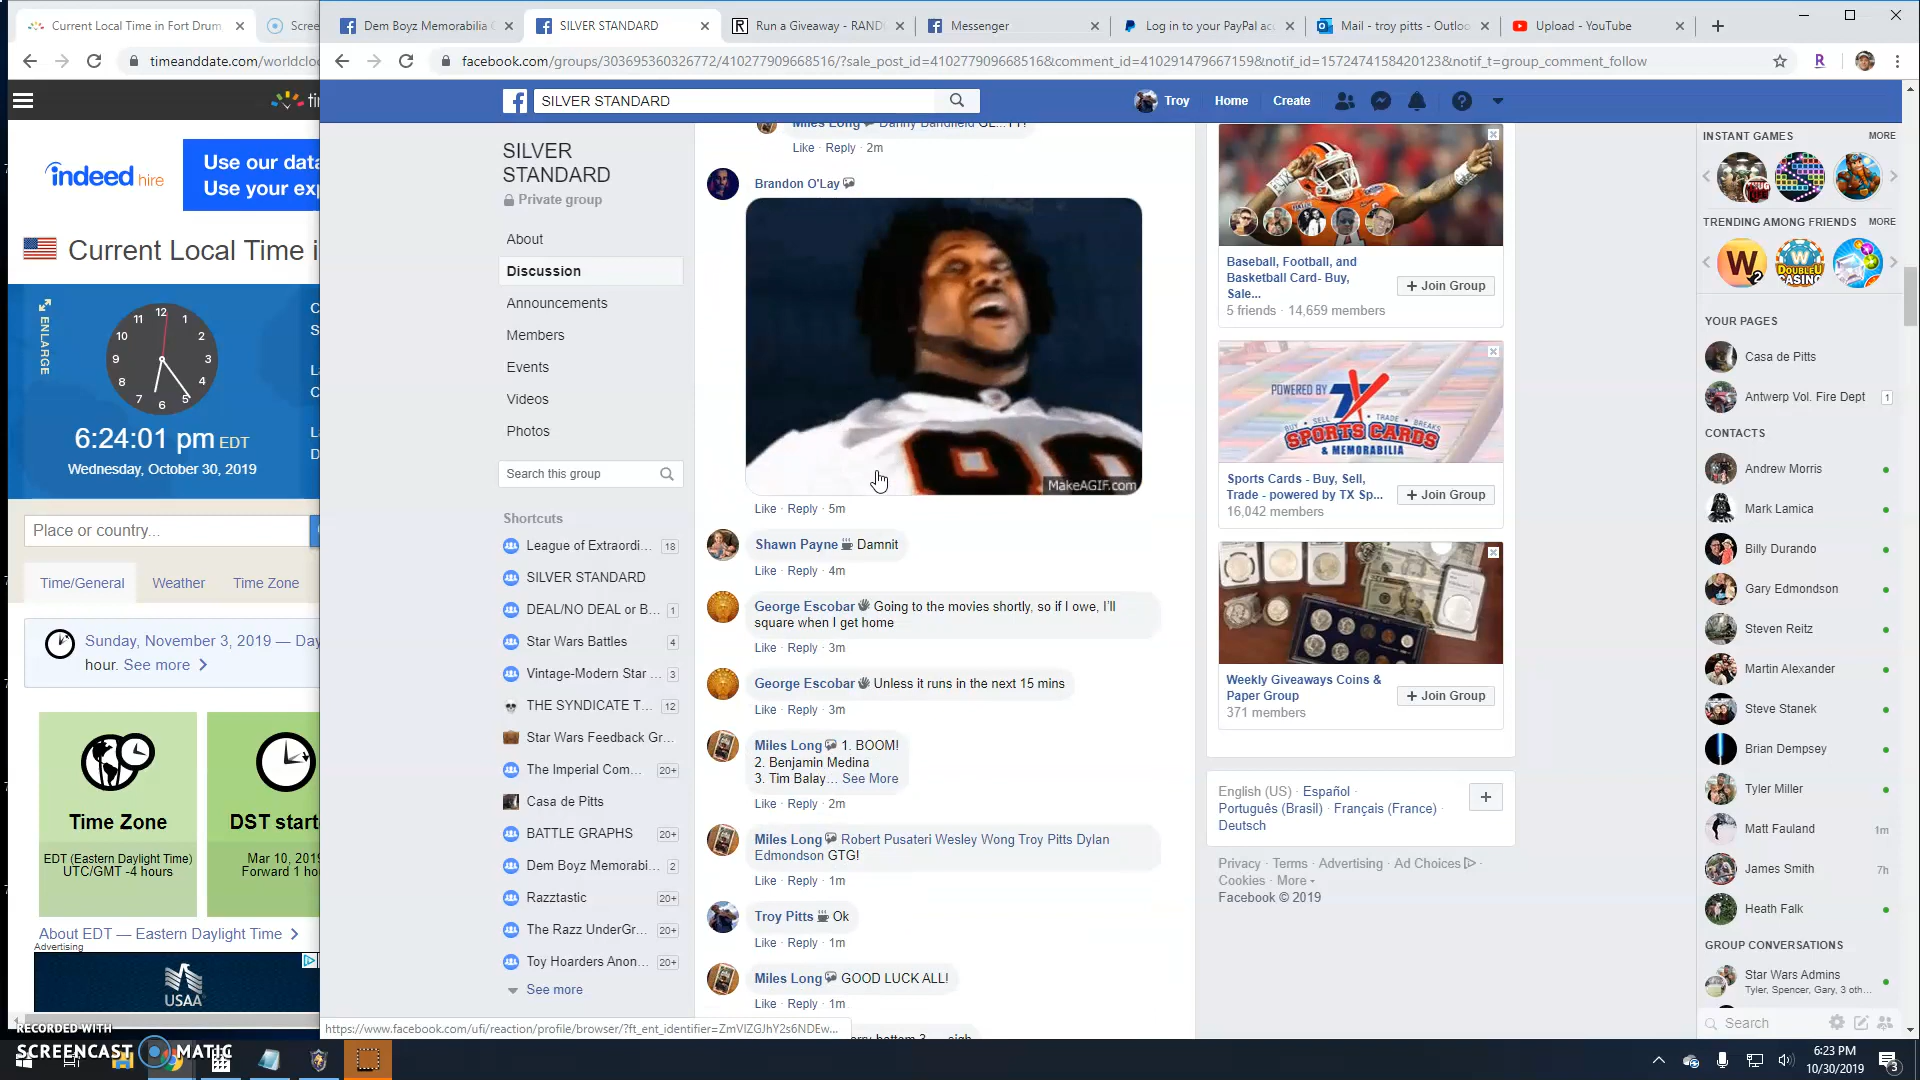 Current Local Time in Fort Drum
Scree
Dem Boyz Memorabilia
SILVER STANDARD
Run a Giveaway - RAND
Messenger
Log in to your PayPal acc
Mail - troy pitts - Outloo
Upload - YouTube
timeanddate.com/worldcloc
facebook.com/groups/303695360326772/410277909668516/?sale_post_id=410277909668516&comment_id=410291479667159&notif_id=1572474158420123&notif_t=group_comment_follow
SILVER STANDARD
Troy
Home
Create
indeed hire
Use our data
Use your exp
Current Local Time i
ENLARGE
6:24:01 pm EDT
Wednesday, October 30, 2019
Place or country...
Time/General
Weather
Time Zone
Sunday, November 3, 2019 — Day
hour. See more
Time Zone
EDT (Eastern Daylight Time)
UTC/GMT -4 hours
DST start
Mar 10, 2019
Forward 1 ho
About EDT — Eastern Daylight Time
Advertising
USAA
RECORDED WITH
SCREENCAST MATIC
SILVER
STANDARD
Private group
About
Discussion
Announcements
Members
Events
Videos
Photos
Search this group
Shortcuts
League of Extraordi... 18
SILVER STANDARD
DEAL/NO DEAL or B... 1
Star Wars Battles 4
Vintage-Modern Star ... 3
THE SYNDICATE T... 12
Star Wars Feedback Gr...
The Imperial Com... 20+
Casa de Pitts
BATTLE GRAPHS 20+
Dem Boyz Memorabi... 2
Razztastic 20+
The Razz UnderGr... 20+
Toy Hoarders Anon... 20+
See more
Miles Long
Like · Reply · 2m
Brandon O'Lay
MakeAGIF.com
Like · Reply · 5m
Shawn Payne Damnit
Like · Reply · 4m
George Escobar Going to the movies shortly, so if I owe, I'll
square when I get home
Like · Reply · 3m
George Escobar Unless it runs in the next 15 mins
Like · Reply · 3m
Miles Long 1. BOOM!
2. Benjamin Medina
3. Tim Balay... See More
Like · Reply · 2m
Miles Long Robert Pusateri Wesley Wong Troy Pitts Dylan
Edmondson GTG!
Like · Reply · 1m
Troy Pitts Ok
Like · Reply · 1m
Miles Long GOOD LUCK ALL!
Like · Reply · 1m
https://www.facebook.com/ufi/reaction/profile/browser/?ft_ent_identifier=ZmVlZGJhY2s6NDEw...
Baseball, Football, and
Basketball Card- Buy,
Sale...
5 friends · 14,659 members
+ Join Group
POWERED BY TX
BUY · SELL · TRADE · BREAKS
SPORTS CARDS
& MEMORABILIA
Sports Cards - Buy, Sell,
Trade - powered by TX Sp...
16,042 members
+ Join Group
Weekly Giveaways Coins &
Paper Group
371 members
+ Join Group
English (US) · Español ·
Português (Brasil) · Français (France) ·
Deutsch
Privacy · Terms · Advertising · Ad Choices ·
Cookies · More
Facebook © 2019
INSTANT GAMES MORE
TRENDING AMONG FRIENDS MORE
W 2
W DOUBLEU CASINO
YOUR PAGES
Casa de Pitts
Antwerp Vol. Fire Dept 1
CONTACTS
Andrew Morris
Mark Lamica
Billy Durando
Gary Edmondson
Steven Reitz
Martin Alexander
Steve Stanek
Brian Dempsey
Tyler Miller
Matt Fauland 1m
James Smith 7h
Heath Falk
GROUP CONVERSATIONS
Star Wars Admins
Tyler, Spencer, Gary, 3 oth...
Search
6:23 PM
10/30/2019
3